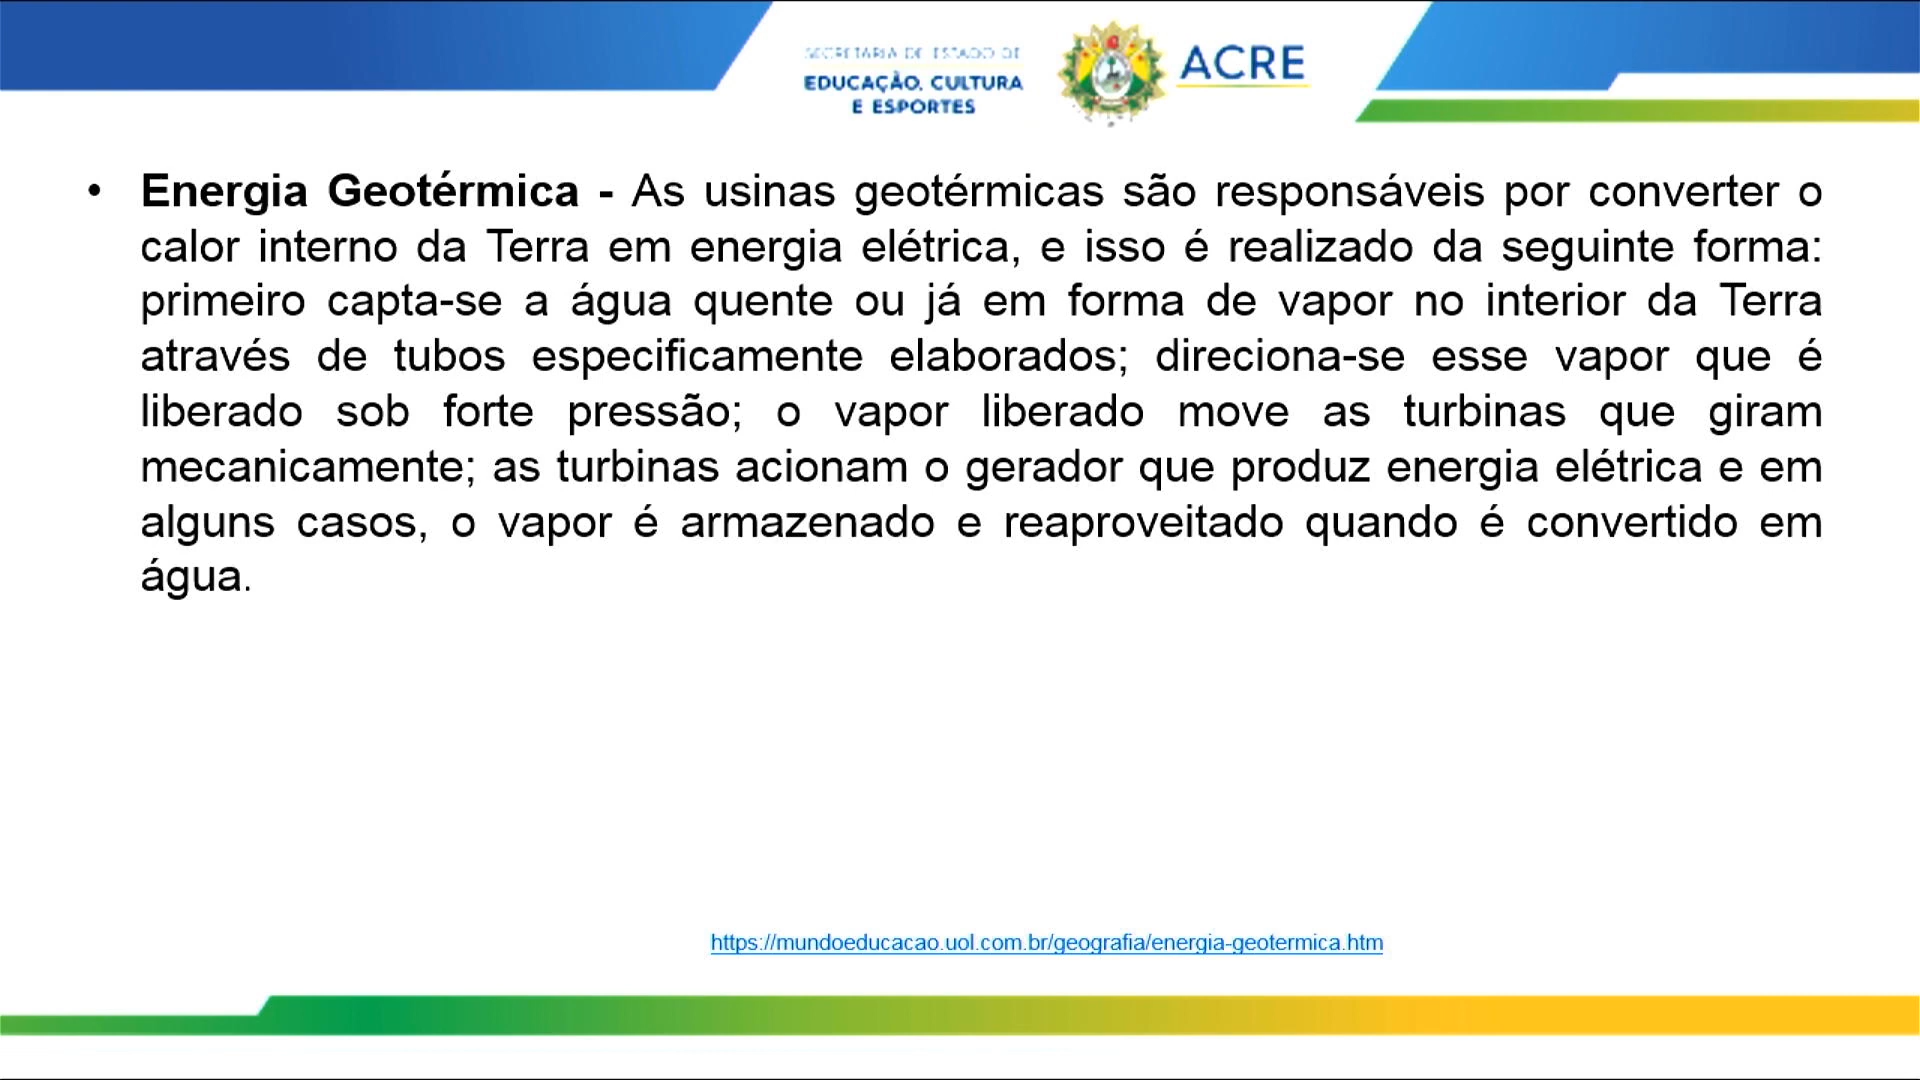 SECRETARIA DE ESTADO DE
EDUCAÇÃO, CULTURA
E ESPORTES
ACRE
• Energia Geotérmica - As usinas geotérmicas são responsáveis por converter o
calor interno da Terra em energia elétrica, e isso é realizado da seguinte forma:
primeiro capta-se a água quente ou já em forma de vapor no interior da Terra
através de tubos especificamente elaborados; direciona-se esse vapor que é
liberado sob forte pressão; o vapor liberado move as turbinas que giram
mecanicamente; as turbinas acionam o gerador que produz energia elétrica e em
alguns casos, o vapor é armazenado e reaproveitado quando é convertido em
água.
https://mundoeducacao.uol.com.br/geografia/energia-geotermica.htm